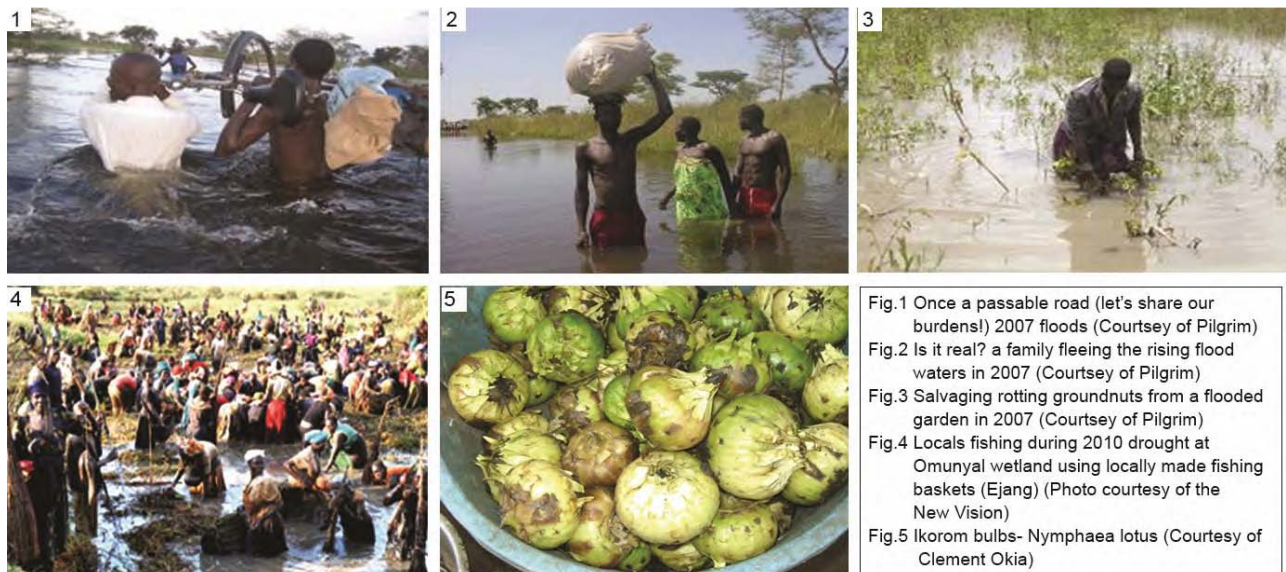 1
2
3
4
5
Fig.1 Once a passable road (let's share our
burdens!) 2007 floods (Courtsey of Pilgrim)
Fig.2 Is it real? a family fleeing the rising flood
waters in 2007 (Courtsey of Pilgrim)
Fig.3 Salvaging rotting groundnuts from a flooded
garden in 2007 (Courtsey of Pilgrim)
Fig.4 Locals fishing during 2010 drought at
Omunyal wetland using locally made fishing
baskets (Ejang) (Photo courtesy of the
New Vision)
Fig.5 Ikorom bulbs- Nymphaea lotus (Courtesy of
Clement Okia)